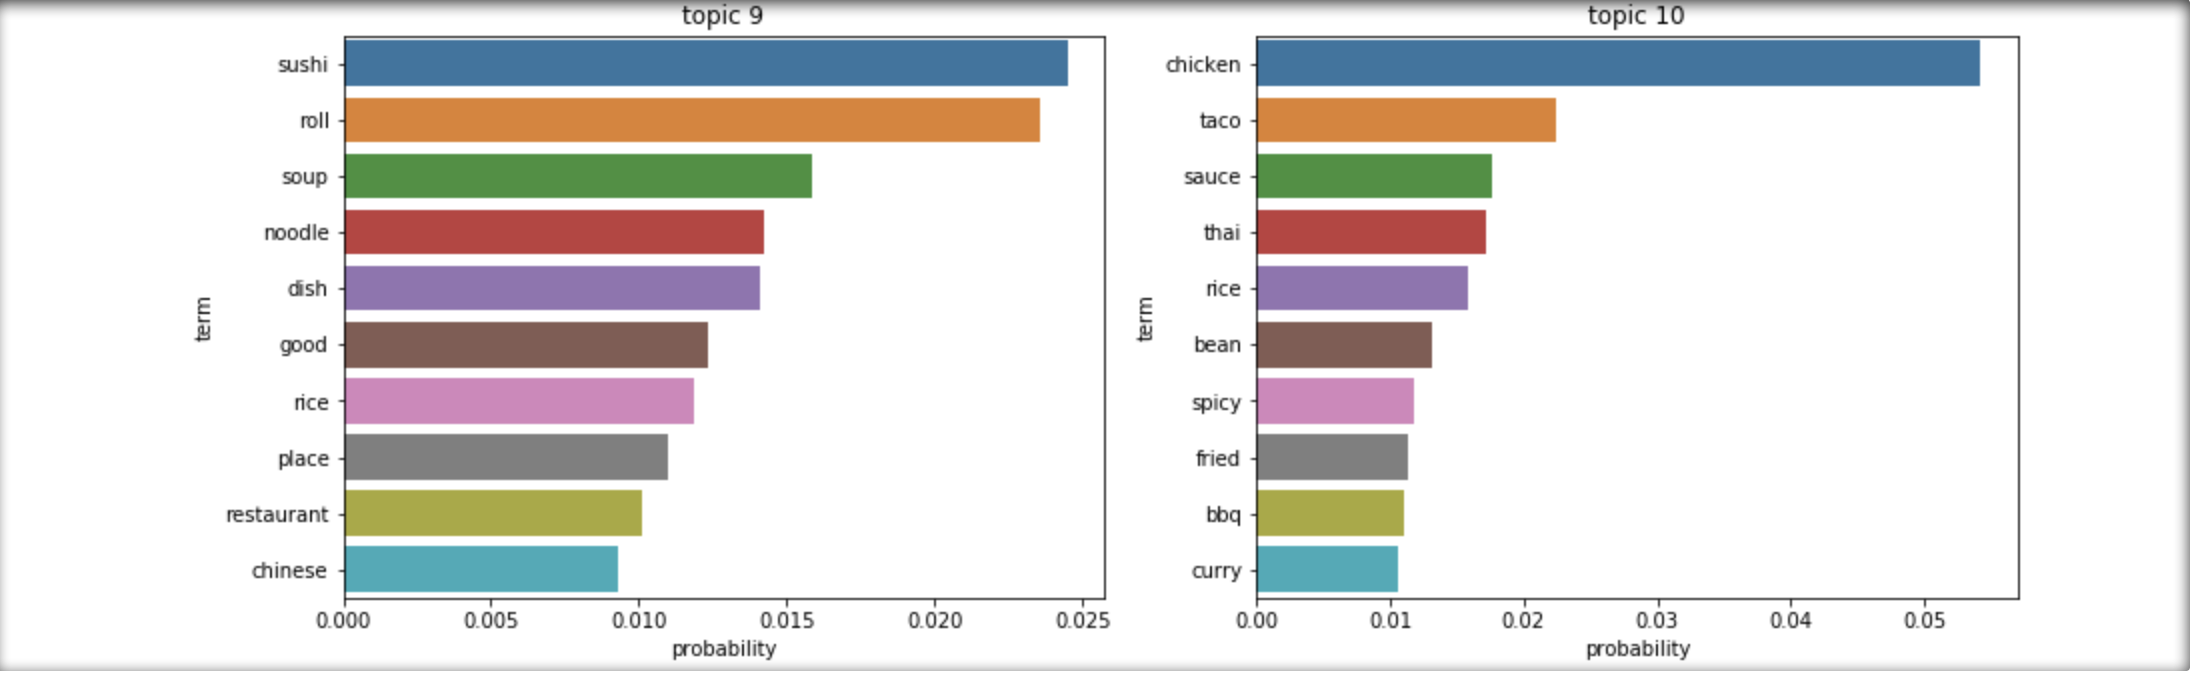 topic 9
sushi
roll
soup
noodle
dish
good
rice
place
restaurant
chinese
term
0.000 0.005 0.010 0.015 0.020 0.025
probability
topic 10
chicken
taco
sauce
thai
rice
bean
spicy
fried
bbq
curry
term
0.00 0.01 0.02 0.03 0.04 0.05
probability